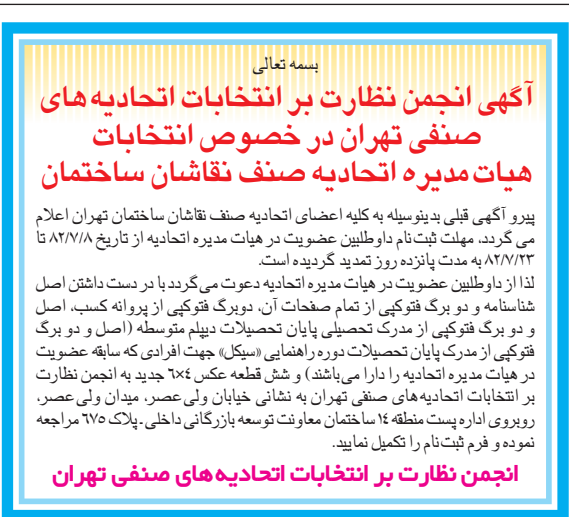 بسمه تعالی
آگهی انجمن نظارت بر انتخابات اتحادیه های
صنفی تهران در خصوص انتخابات
هیات مدیره اتحادیه صنف نقاشان ساختمان
پیرو آگهی قبلی بدینوسیله به کلیه اعضای اتحادیه صنف نقاشان ساختمان تهران اعلام
می گردد، مهلت ثبت نام داوطلبین عضویت در هیات مدیره اتحادیه از تاریخ ۸۲/۷/۸ تا
۸۲/۷/۲۳ به مدت پانزده روز تمدید گردیده است.
لذا از داوطلبین عضویت در هیات مدیره اتحادیه دعوت می گردد با در دست داشتن اصل
شناسنامه و دو برگ فتوکپی از تمام صفحات آن، دوبرگ فتوکپی از پروانه کسب، اصل
و دو برگ فتوکپی از مدرک تحصیلی پایان تحصیلات دیپلم متوسطه (اصل و دو برگ
فتوکپی از مدرک پایان تحصیلات دوره راهنمایی «سیکل» جهت افرادی که سابقه عضویت
در هیات مدیره اتحادیه را دارا می باشند) و شش قطعه عکس ۴×۶ جدید به انجمن نظارت
بر انتخابات اتحادیه های صنفی تهران به نشانی خیابان ولی عصر، میدان ولی عصر،
روبروی اداره پست منطقه ۱۴ ساختمان معاونت توسعه بازرگانی داخلی ـ پلاک ۶۷۵ مراجعه
نموده و فرم ثبت نام را تکمیل نمایید.
انجمن نظارت بر انتخابات اتحادیه های صنفی تهران